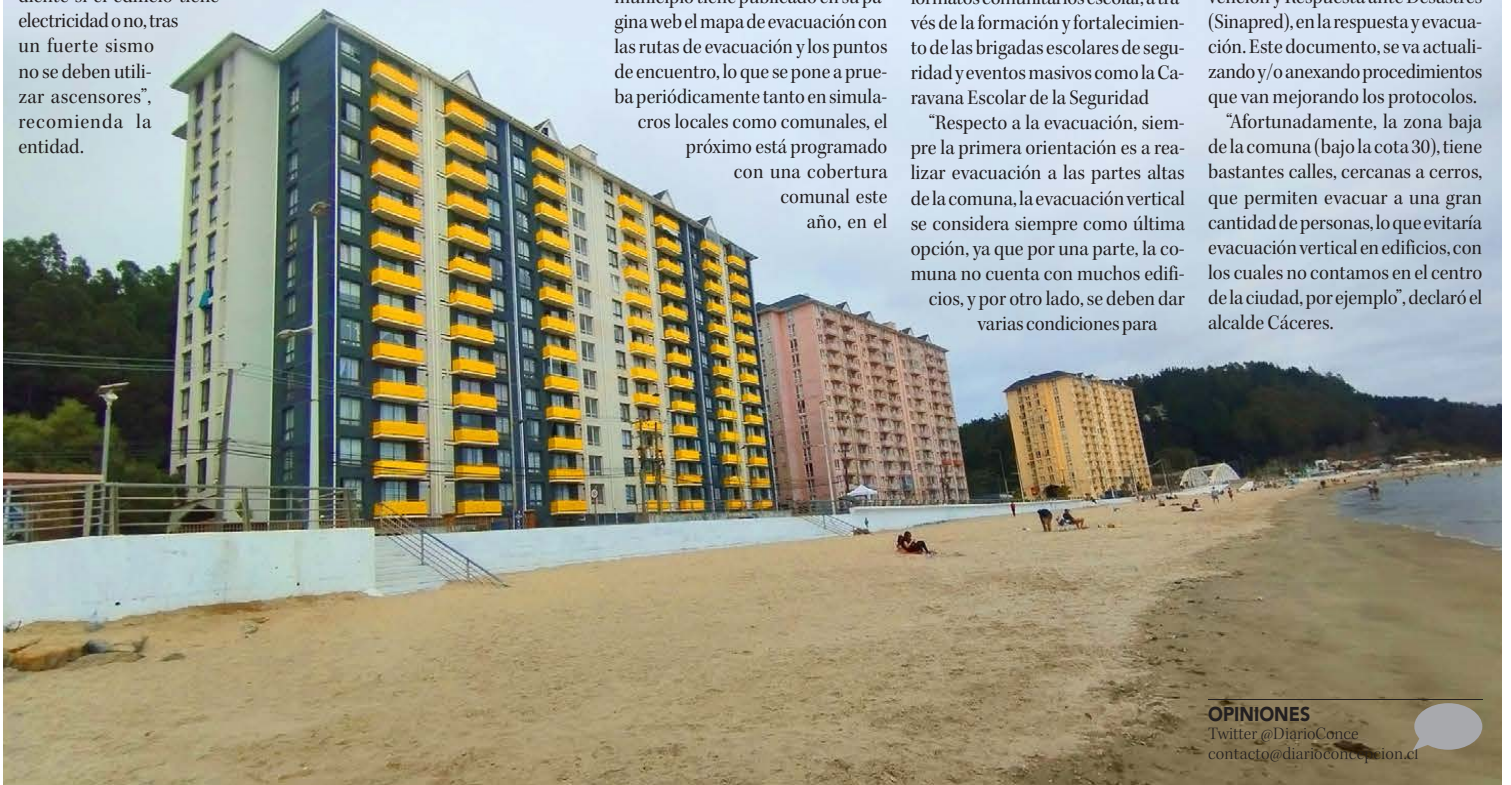 electricidad o no, tras
un fuerte sismo
no se deben utili-
zar ascensores”,
recomienda la
entidad.
gina web el mapa de evacuación con
las rutas de evacuación y los puntos
de encuentro, lo que se pone a prue-
ba periódicamente tanto en simula-
cros locales como comunales, el
próximo está programado
con una cobertura
comunal este
año, en el
vés de la formación y fortalecimien-
to de las brigadas escolares de segu-
ridad y eventos masivos como la Ca-
ravana Escolar de la Seguridad
“Respecto a la evacuación, siem-
pre la primera orientación es a rea-
lizar evacuación a las partes altas
de la comuna, la evacuación vertical
se considera siempre como última
opción, ya que por una parte, la co-
muna no cuenta con muchos edifi-
cios, y por otro lado, se deben dar
varias condiciones para
(Sinapred), en la respuesta y evacua-
ción. Este documento, se va actuali-
zando y/o anexando procedimientos
que van mejorando los protocolos.
“Afortunadamente, la zona baja
de la comuna (bajo la cota 30), tiene
bastantes calles, cercanas a cerros,
que permiten evacuar a una gran
cantidad de personas, lo que evitaría
evacuación vertical en edificios, con
los cuales no contamos en el centro
de la ciudad, por ejemplo”, declaró el
alcalde Cáceres.
OPINIONES
Twitter @DiarioConce
contacto@diarioconcepcion.cl